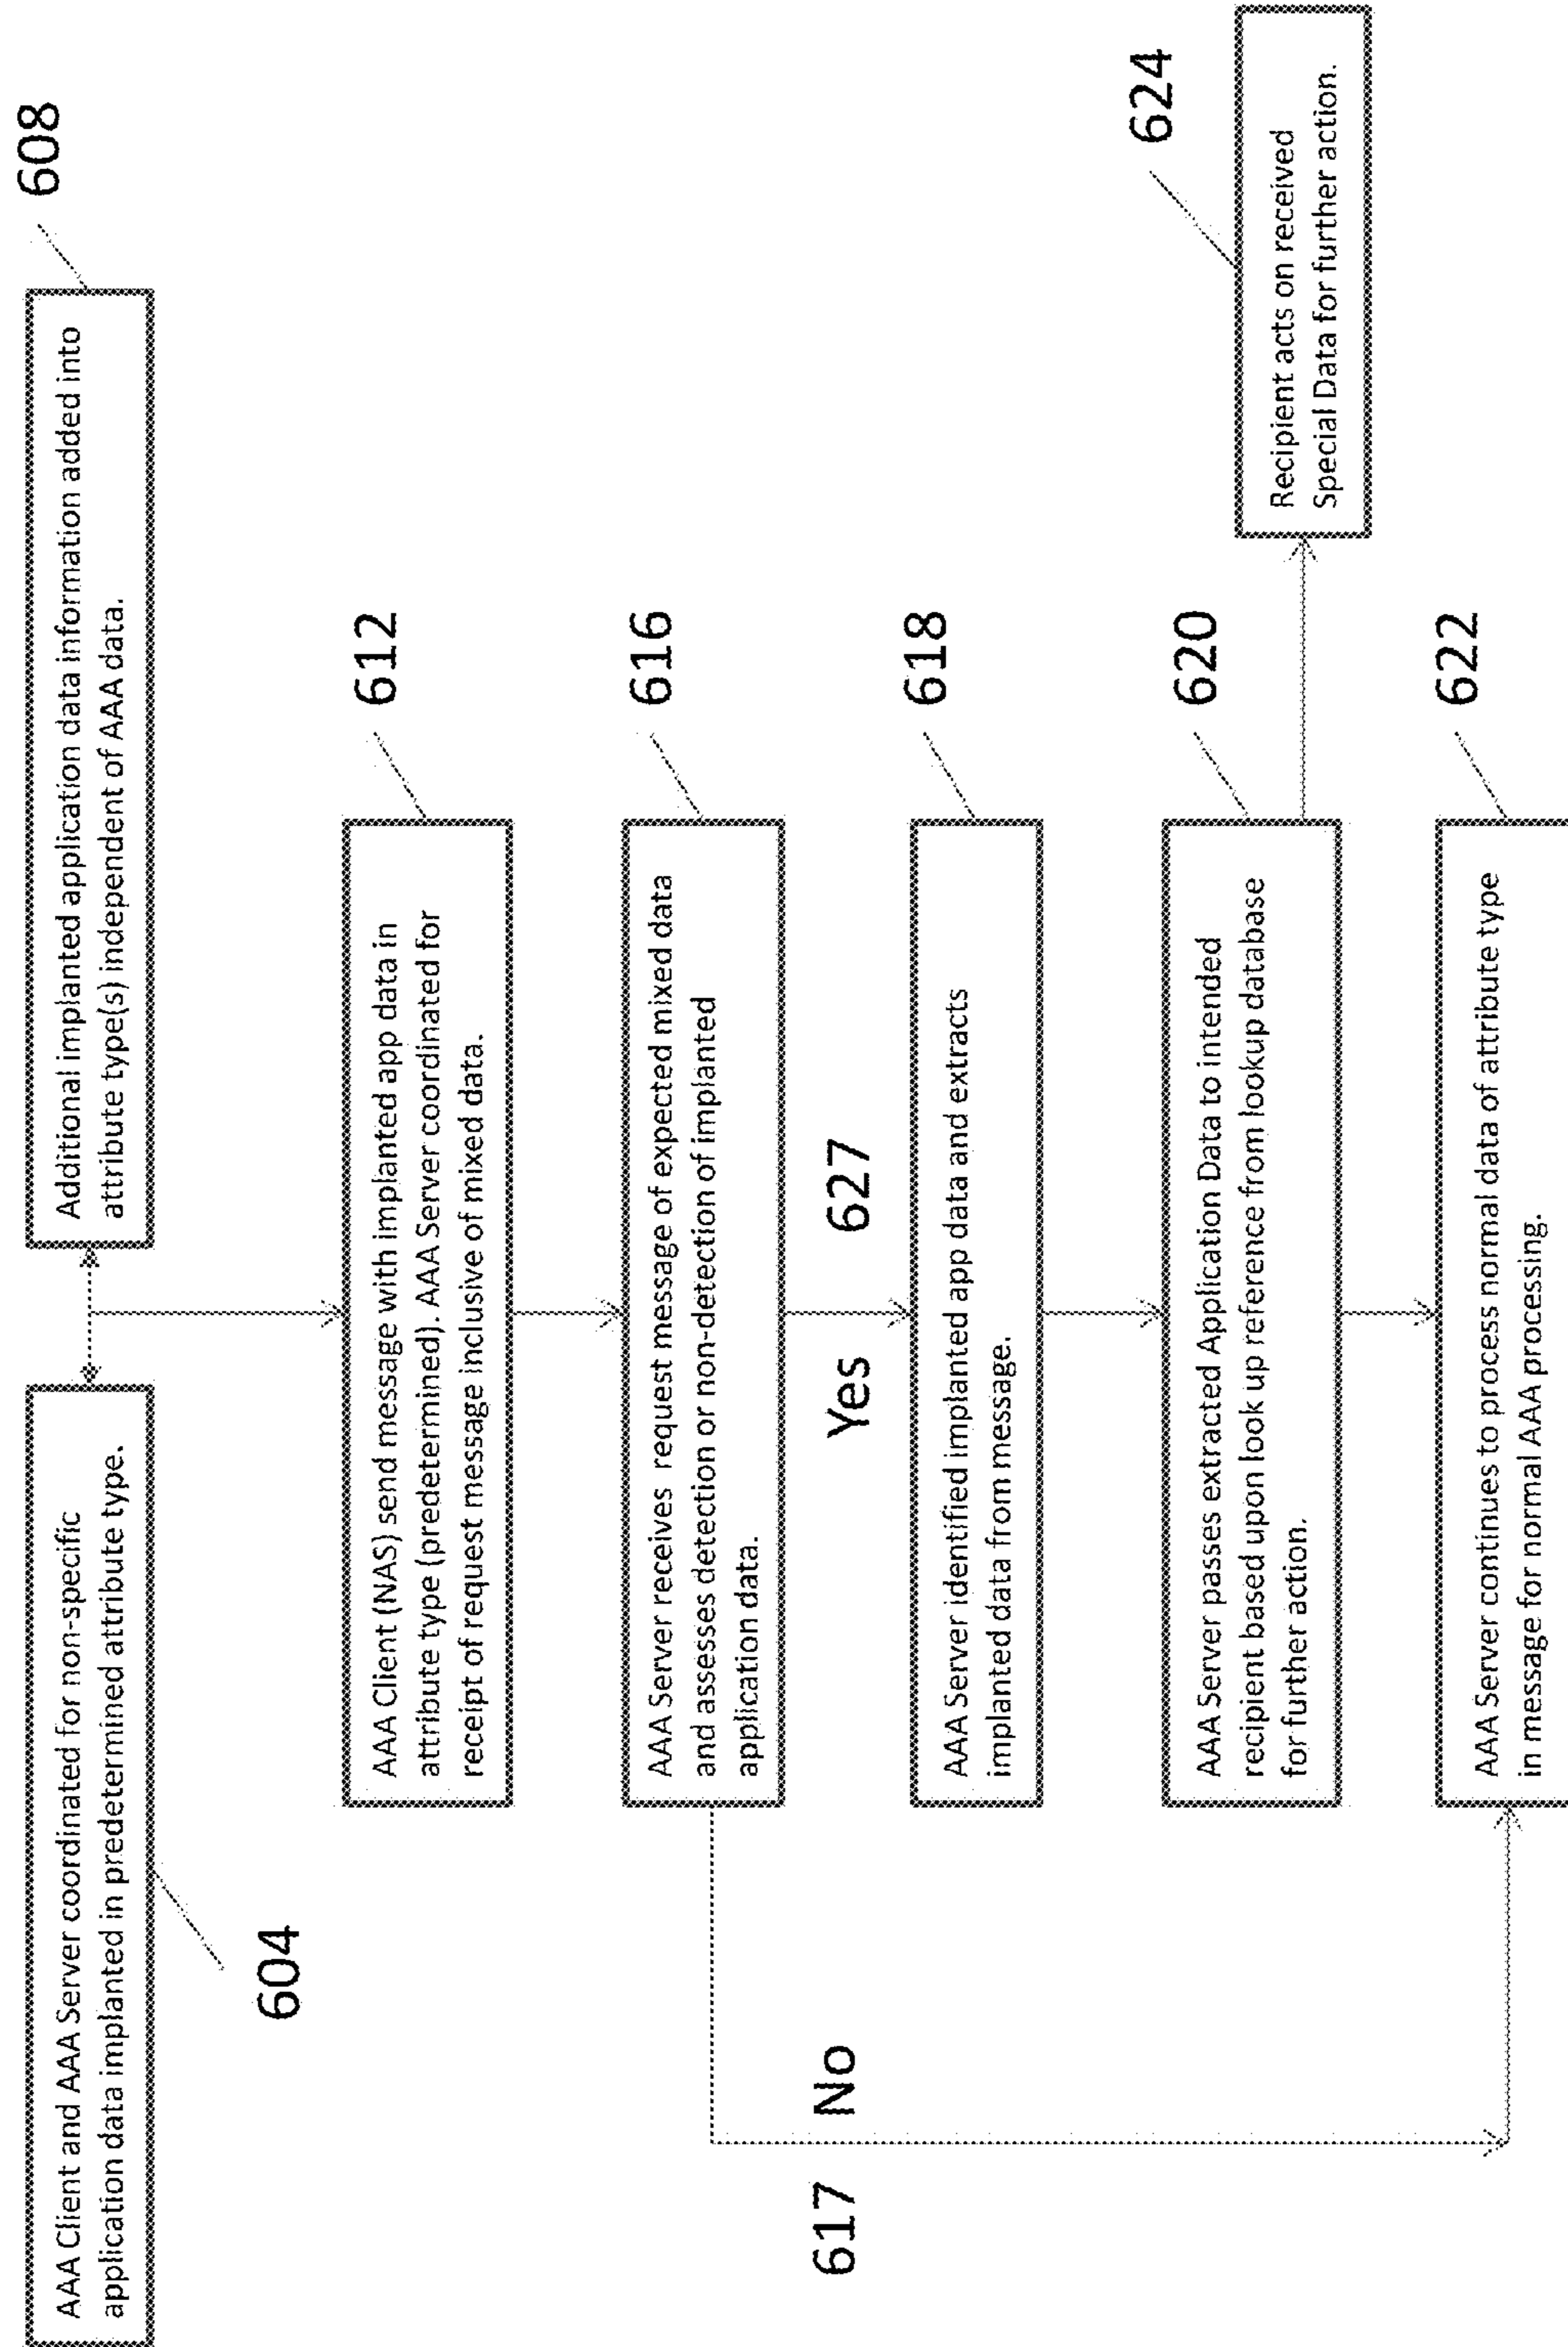 AAA Client and AAA Server coordinated for non-specific
application data implanted in predetermined attribute type.
604
Additional implanted application data information added into
attribute type(s) independent of AAA data.
608
AAA Client (NAS) send message with implanted app data in
attribute type (predetermined). AAA Server coordinated for
receipt of request message inclusive of mixed data.
612
AAA Server receives request message of expected mixed data
and assesses detection or non-detection of implanted
application data.
616
617 No
Yes 627
AAA Server identified implanted app data and extracts
implanted data from message.
618
AAA Server passes extracted Application Data to intended
recipient based upon look up reference from lookup database
for further action.
620
Recipient acts on received
Special Data for further action.
624
AAA Server continues to process normal data of attribute type
in message for normal AAA processing.
622